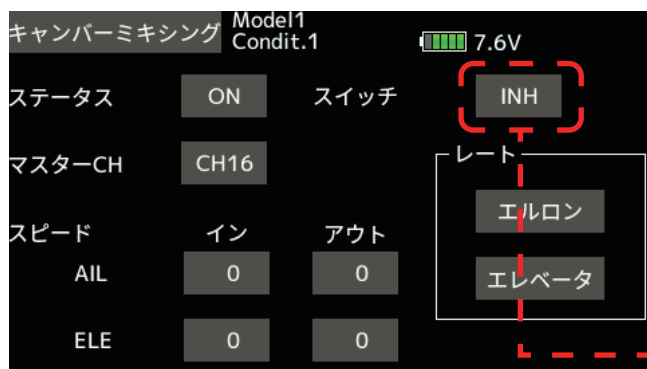 キャンバーミキシング Model1
Condit.1 7.6V
ステータス ON スイッチ INH
マスターCH CH16
レート
エルロン
スピード イン アウト
AIL 0 0 エレベータ
ELE 0 0